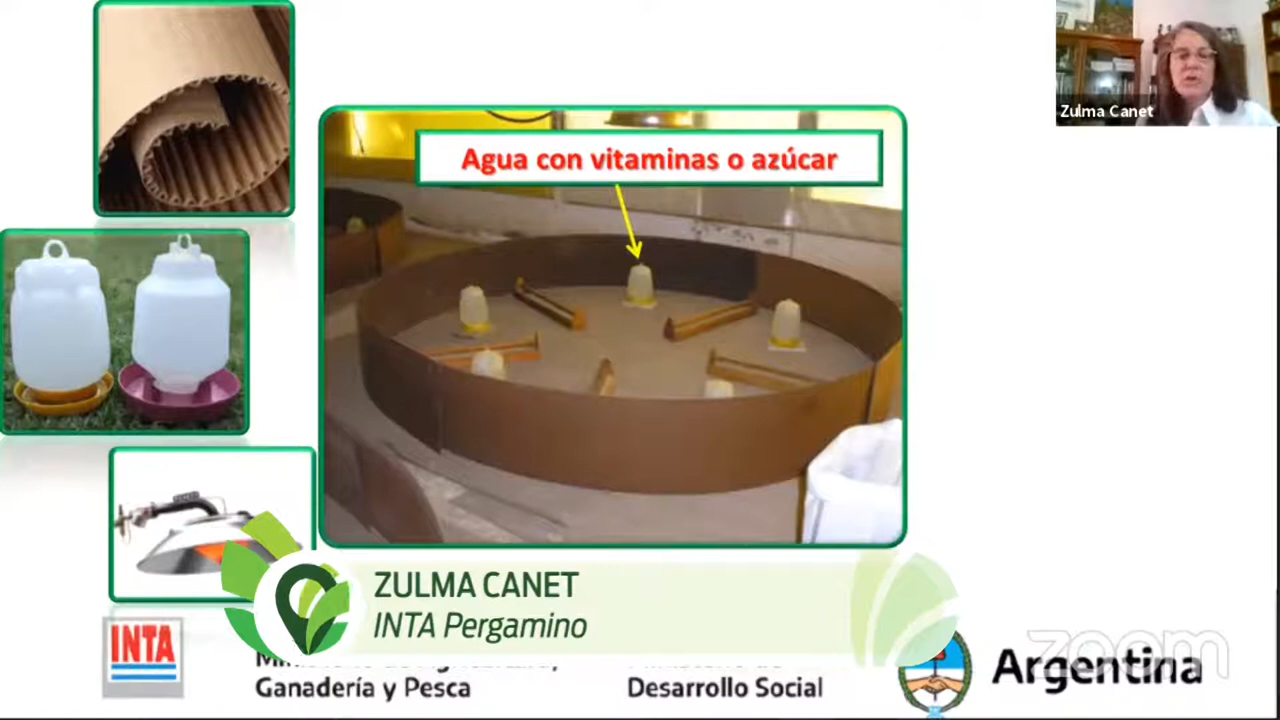 Zulma Canet
Agua con vitaminas o azúcar
ZULMA CANET
INTA Pergamino
INTA
Ganadería y Pesca
Desarrollo Social
Argentina
zoom